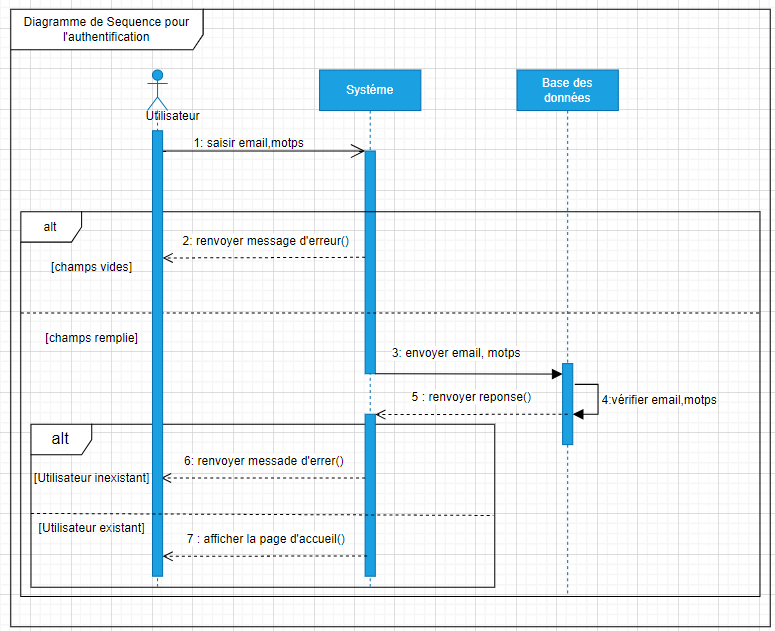 Diagramme de Sequence pour
l'authentification
Utilisateur
Systéme
Base des
données
1: saisir email,motps
alt
2: renvoyer message d'erreur()
[champs vides]
[champs remplie]
3: envoyer email, motps
5 : renvoyer reponse()
4:vérifier email,motps
alt
6: renvoyer messade d'errer()
[Utilisateur inexistant]
[Utilisateur existant]
7 : afficher la page d'accueil()